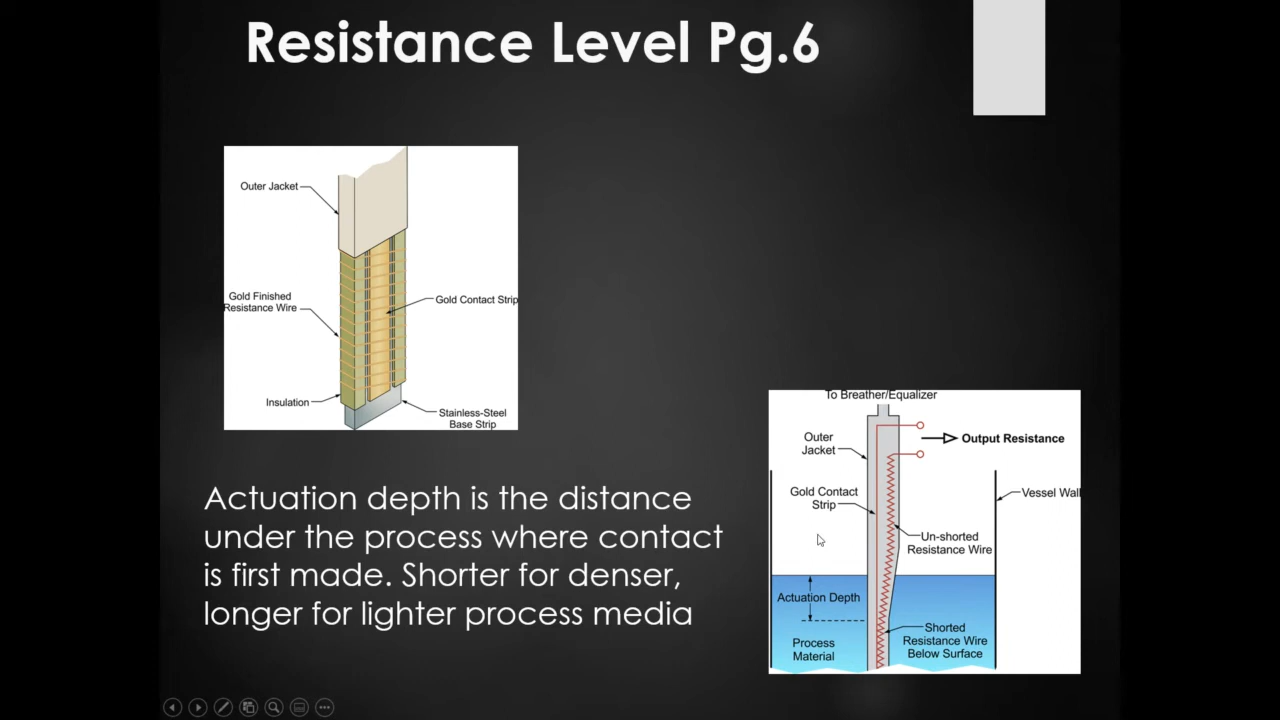 Resistance Level Pg.6
Outer Jacket
Gold Finished
Resistance Wire
Gold Contact Strip
Insulation
Stainless-Steel
Base Strip
Actuation depth is the distance
under the process where contact
is first made. Shorter for denser,
longer for lighter process media
To Breather/Equalizer
Outer
Jacket
Output Resistance
Gold Contact
Strip
Vessel Wall
Un-shorted
Resistance Wire
Actuation Depth
Shorted
Resistance Wire
Below Surface
Process
Material